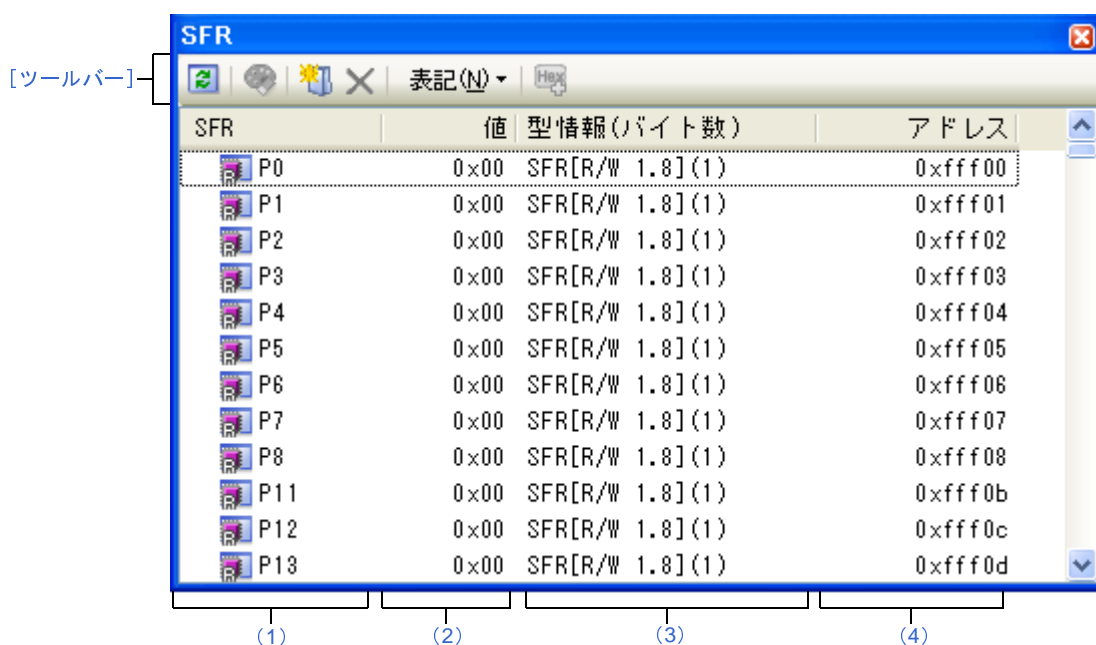 SFR
[ツールバー]
表記(N)
Hex
SFR 値 型情報(バイト数) アドレス
P0 0x00 SFR[R/W 1.8](1) 0xfff00
P1 0x00 SFR[R/W 1.8](1) 0xfff01
P2 0x00 SFR[R/W 1.8](1) 0xfff02
P3 0x00 SFR[R/W 1.8](1) 0xfff03
P4 0x00 SFR[R/W 1.8](1) 0xfff04
P5 0x00 SFR[R/W 1.8](1) 0xfff05
P6 0x00 SFR[R/W 1.8](1) 0xfff06
P7 0x00 SFR[R/W 1.8](1) 0xfff07
P8 0x00 SFR[R/W 1.8](1) 0xfff08
P11 0x00 SFR[R/W 1.8](1) 0xfff0b
P12 0x00 SFR[R/W 1.8](1) 0xfff0c
P13 0x00 SFR[R/W 1.8](1) 0xfff0d
(1) (2) (3) (4)